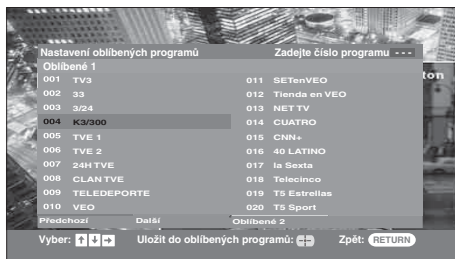 Nastavení oblíbených programů Zadejte číslo programu ---
Oblíbené 1
001 TV3
002 33
003 3/24
004 K3/300
005 TVE 1
006 TVE 2
007 24H TVE
008 CLAN TVE
009 TELEDEPORTE
010 VEO
011 SETenVEO
012 Tienda en VEO
013 NET TV
014 CUATRO
015 CNN+
016 40 LATINO
017 la Sexta
018 Telecinco
019 T5 Estrellas
020 T5 Sport
Předchozí Další Oblíbené 2
Vyber: Uložit do oblíbených programů: Zpět: RETURN
ton